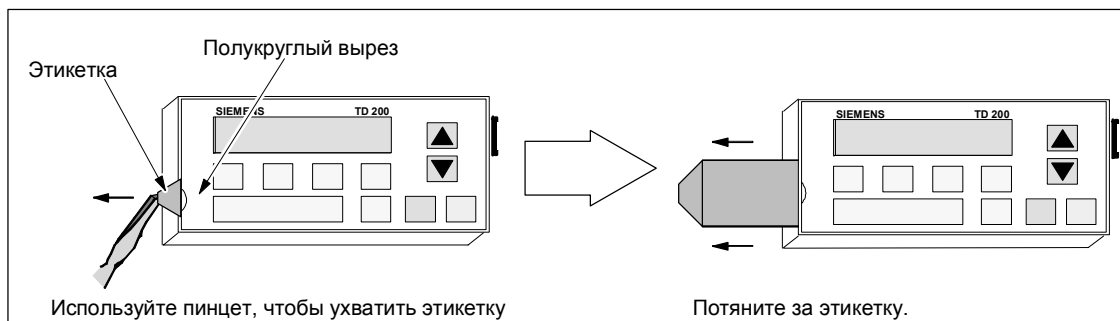 Полукруглый вырез
Этикетка
SIEMENS TD 200
SIEMENS TD 200
Используйте пинцет, чтобы ухватить этикетку
Потяните за этикетку.